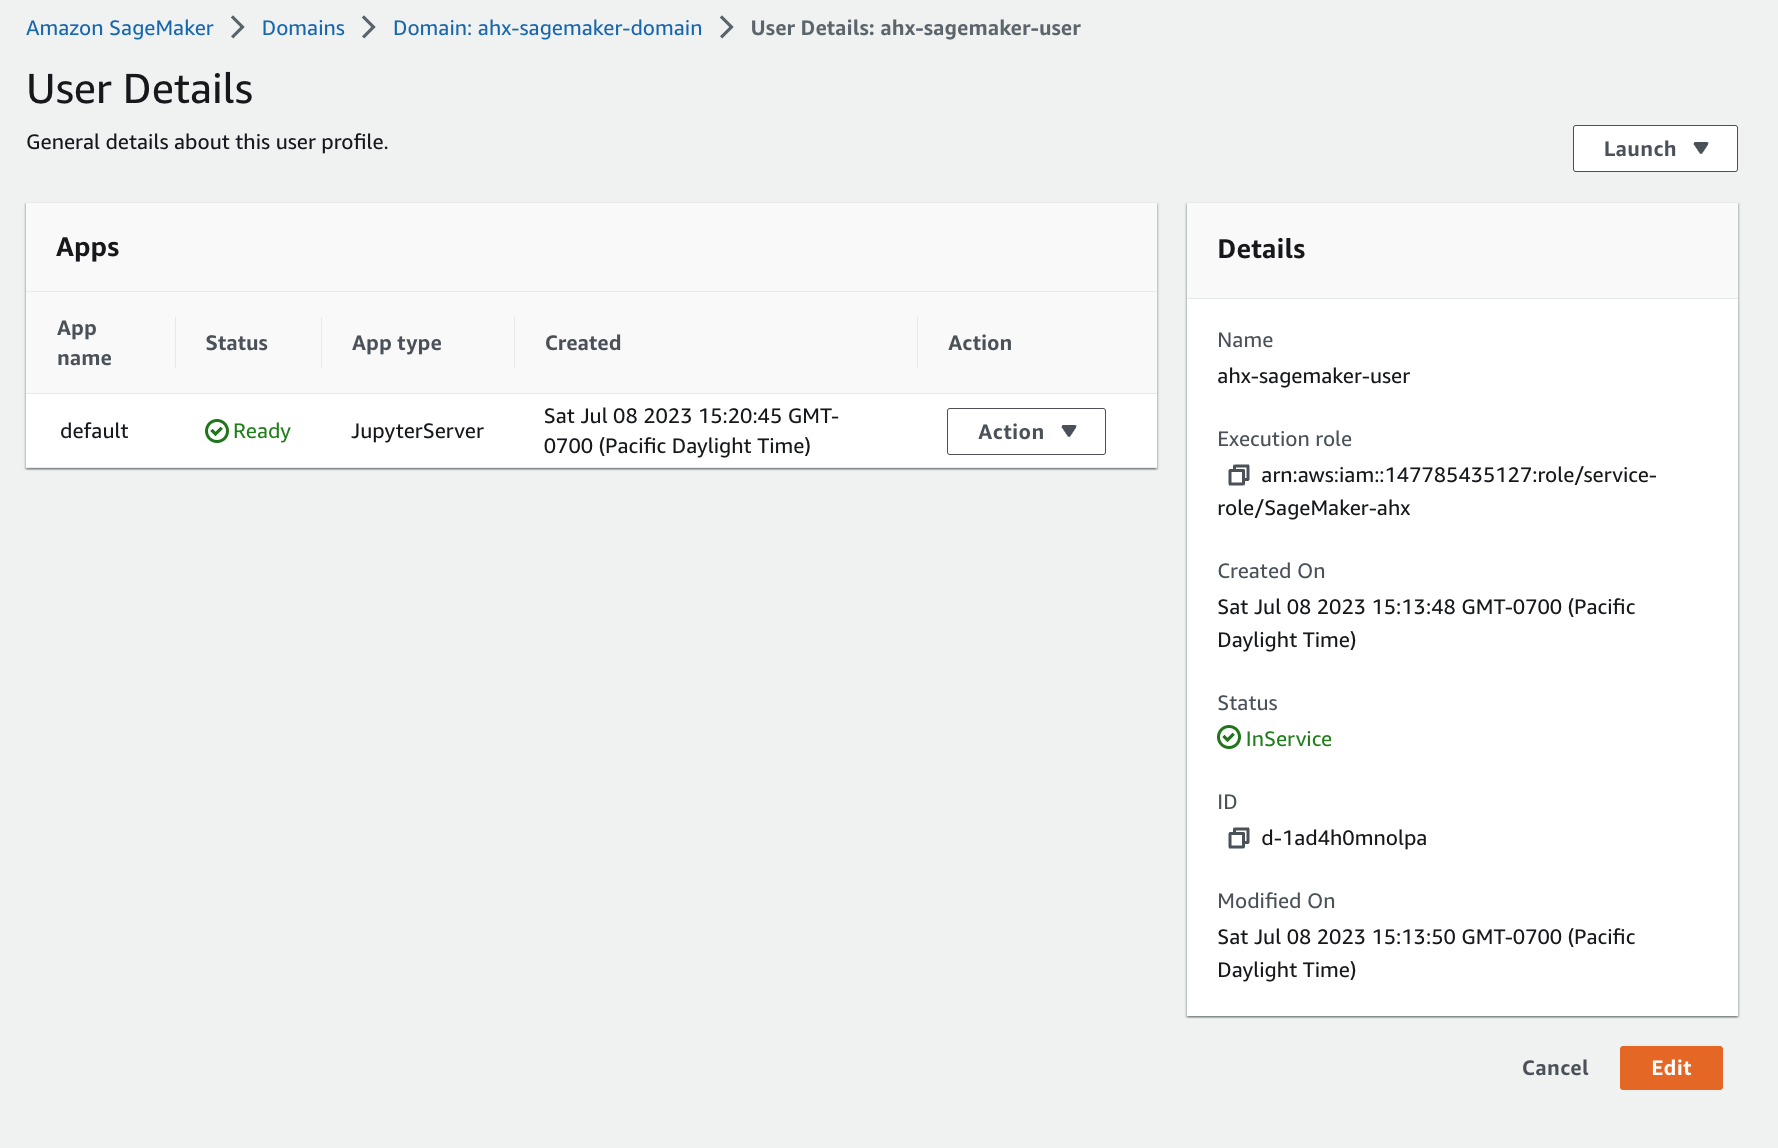 Amazon SageMaker > Domains > Domain: ahx-sagemaker-domain > User Details: ahx-sagemaker-user
User Details
General details about this user profile.
Launch
Apps
App
name
Status
App type
Created
Action
default
Ready
JupyterServer
Sat Jul 08 2023 15:20:45 GMT-
0700 (Pacific Daylight Time)
Action
Details
Name
ahx-sagemaker-user
Execution role
arn:aws:iam::147785435127:role/service-
role/SageMaker-ahx
Created On
Sat Jul 08 2023 15:13:48 GMT-0700 (Pacific
Daylight Time)
Status
InService
ID
d-1ad4h0mnolpa
Modified On
Sat Jul 08 2023 15:13:50 GMT-0700 (Pacific
Daylight Time)
Cancel
Edit